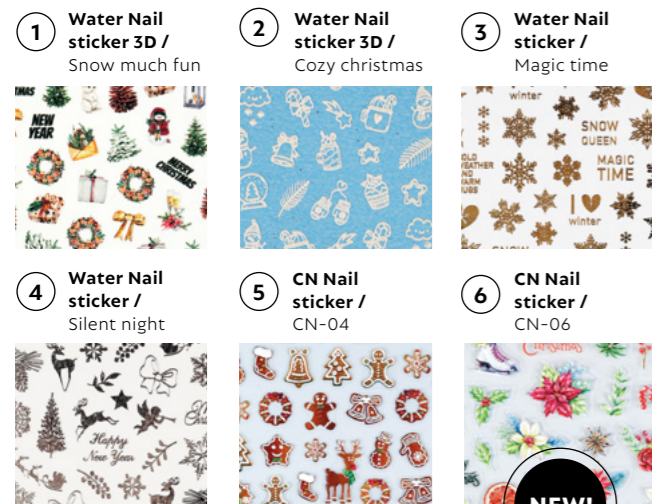 1
Water Nail
sticker 3D /
Snow much fun
2
Water Nail
sticker 3D /
Cozy christmas
3
Water Nail
sticker /
Magic time
NEW
YEAR
MERRY
CHRISTMAS
winter
SNOW
QUEEN
MAGIC
TIME
I
winter
4
Water Nail
sticker /
Silent night
5
CN Nail
sticker /
CN-04
6
CN Nail
sticker /
CN-06
Happy
New Year
NEW!